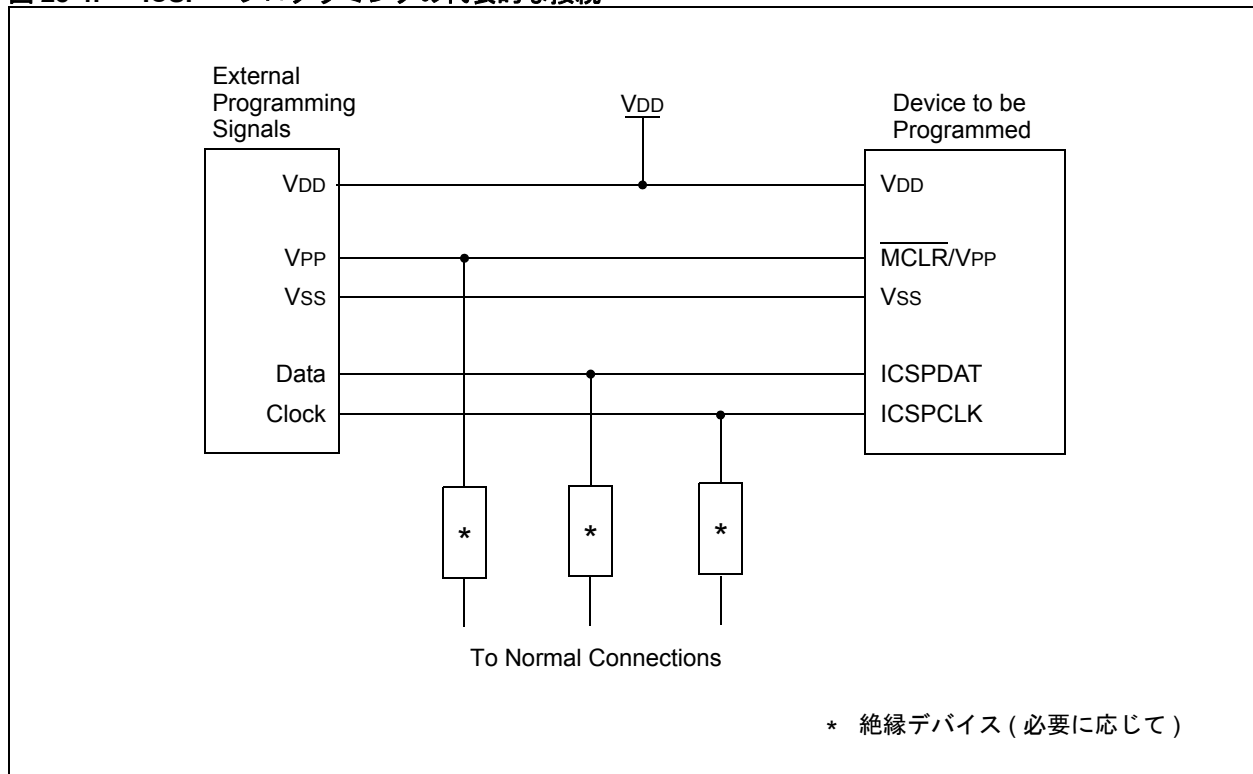 External
Programming
Signals
VDD
Device to be
Programmed
VDD
VDD
VPP
MCLR/VPP
VSS
VSS
Data
ICSPDAT
Clock
ICSPCLK
*
*
*
To Normal Connections
* 絶縁デバイス ( 必要に応じて )